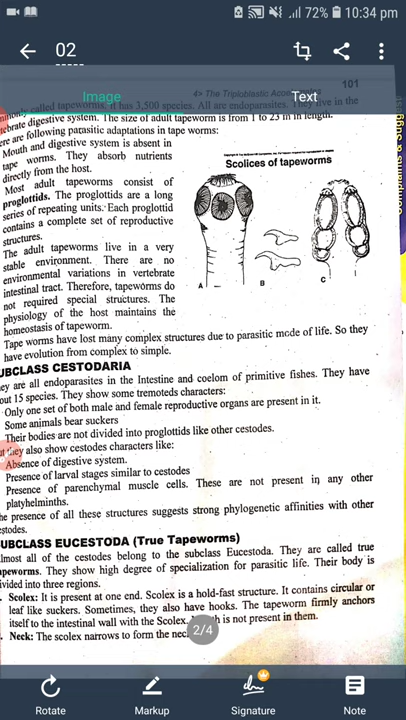 72% 10:34 pm
02
101
4> The Triploblastic
Image Text
called tapeworms. It has 3,500 species. All are endoparasites. They live in the
digestive system. The size of adult tapeworm is from 1 to 23 m in length.
are following parasitic adaptations in tape worms:
Mouth and digestive system is absent in
tape worms. They absorb nutrients
directly from the host.
Most adult tapeworms consist of
proglottids. The proglottids are a long
series of repeating units. Each proglottid
contains a complete set of reproductive
structures.
The adult tapeworms live in a very
stable environment. There are no
environmental variations in vertebrate
intestinal tract. Therefore, tapeworms do
not required special structures. The
physiology of the host maintains the
homeostasis of tapeworm.
Scolices of tapeworms
A B C
Tape worms have lost many complex structures due to parasitic mode of life. So they
have evolution from complex to simple.
UBCLASS CESTODARIA
ey are all endoparasites in the Intestine and coelom of primitive fishes. They have
out 15 species. They show some tremoteds characters:
Only one set of both male and female reproductive organs are present in it.
Some animals bear suckers
Their bodies are not divided into proglottids like other cestodes.
ut they also show cestodes characters like:
Absence of digestive system.
Presence of larval stages similar to cestodes
Presence of parenchymal muscle cells. These are not present in any other
platyhelminths.
he presence of all these structures suggests strong phylogenetic affinities with other
estodes.
UBCLASS EUCESTODA (True Tapeworms)
lmost all of the cestodes belong to the subclass Eucestoda. They are called true
apeworms. They show high degree of specialization for parasitic life. Their body is
ivided into three regions.
Scolex: It is present at one end. Scolex is a hold-fast structure. It contains circular or
leaf like suckers. Sometimes, they also have hooks. The tapeworm firmly anchors
itself to the intestinal wall with the Scolex. is not present in them.
Neck: The scolex narrows to form the nec
2/4
Complaints & Suggest
Rotate Markup Signature Note